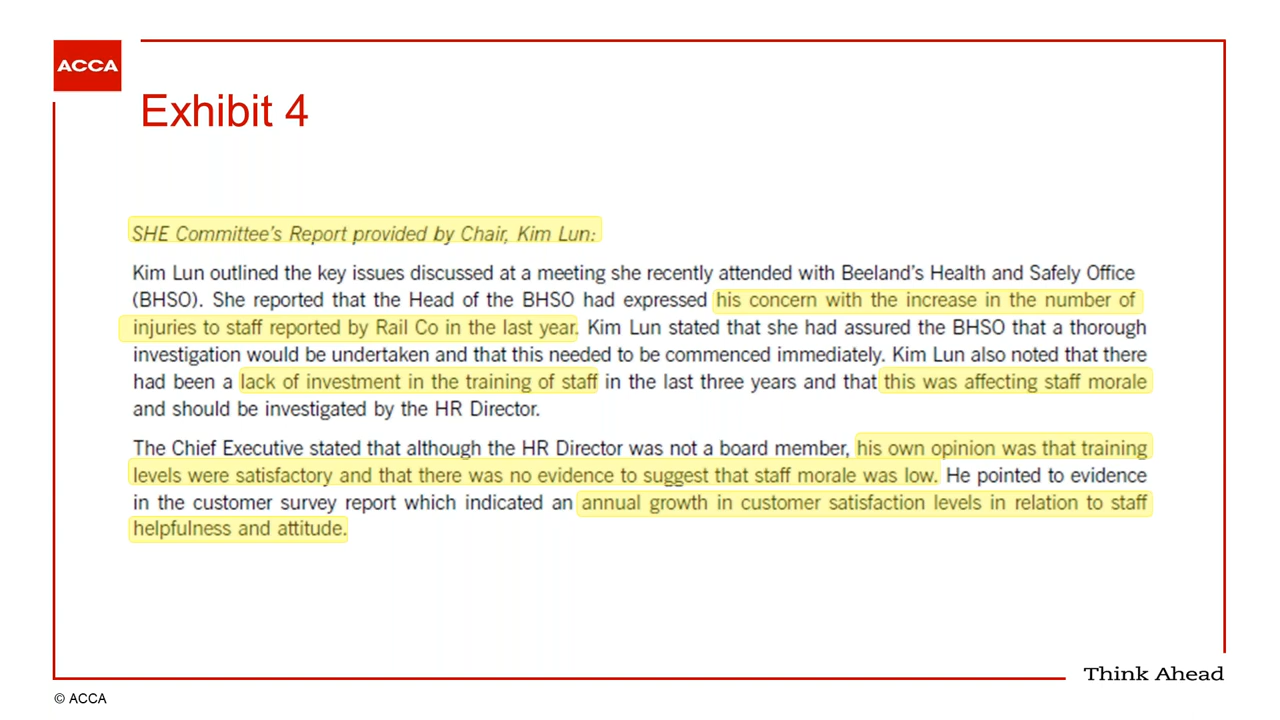 ACCA
Exhibit 4
SHE Committee's Report provided by Chair, Kim Lun:
Kim Lun outlined the key issues discussed at a meeting she recently attended with Beeland's Health and Safely Office
(BHSO). She reported that the Head of the BHSO had expressed his concern with the increase in the number of
injuries to staff reported by Rail Co in the last year. Kim Lun stated that she had assured the BHSO that a thorough
investigation would be undertaken and that this needed to be commenced immediately. Kim Lun also noted that there
had been a lack of investment in the training of staff in the last three years and that this was affecting staff morale
and should be investigated by the HR Director.
The Chief Executive stated that although the HR Director was not a board member, his own opinion was that training
levels were satisfactory and that there was no evidence to suggest that staff morale was low. He pointed to evidence
in the customer survey report which indicated an annual growth in customer satisfaction levels in relation to staff
helpfulness and attitude.
Think Ahead
© ACCA